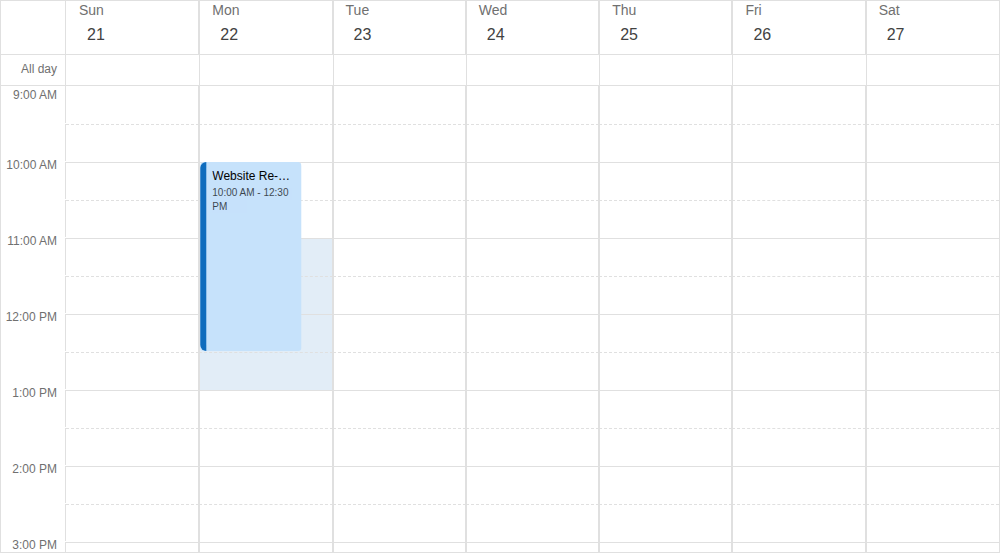 Sun Mon Tue Wed Thu Fri Sat
21 22 23 24 25 26 27
All day
9:00 AM
10:00 AM
Website Re-...
10:00 AM - 12:30
PM
11:00 AM
12:00 PM
1:00 PM
2:00 PM
3:00 PM